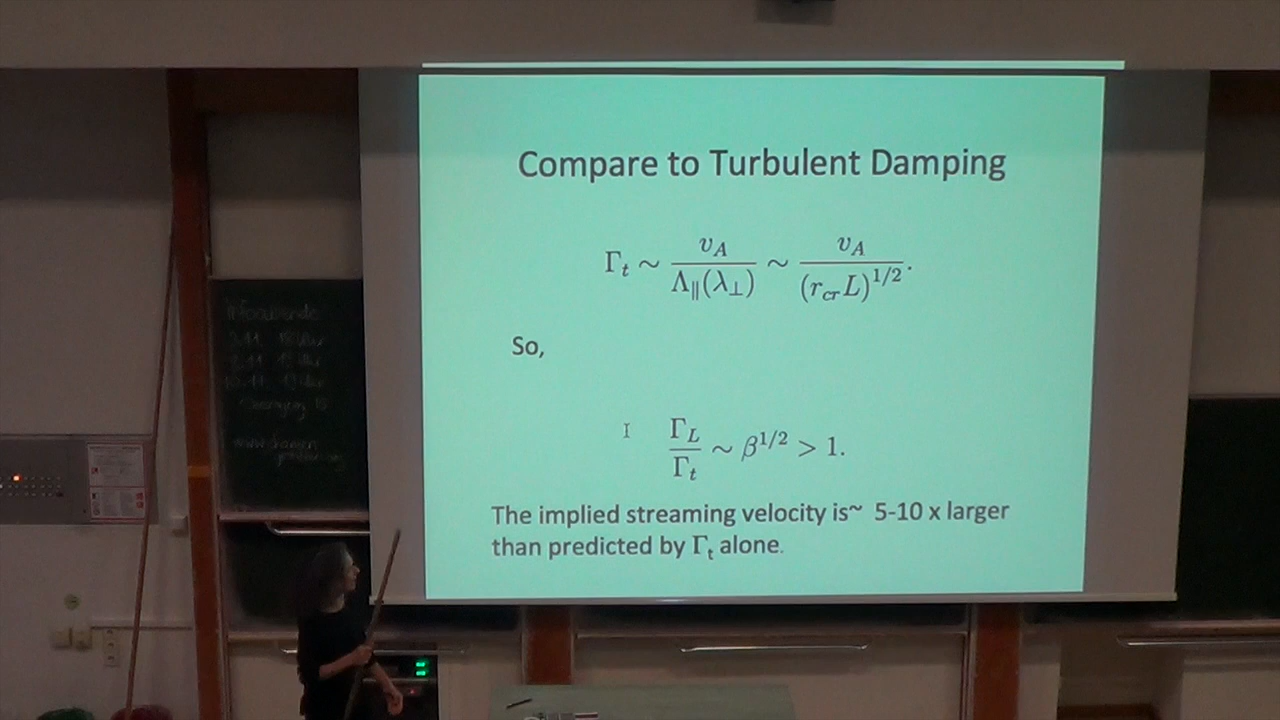 Compare to Turbulent Damping
Γ_t ∼ v_A / Λ_∥(λ_⊥) ∼ v_A / (r_cr L)^{1/2}.
So,
Γ_L / Γ_t ∼ β^{1/2} > 1.
The implied streaming velocity is~ 5-10 x larger
than predicted by Γ_t alone.